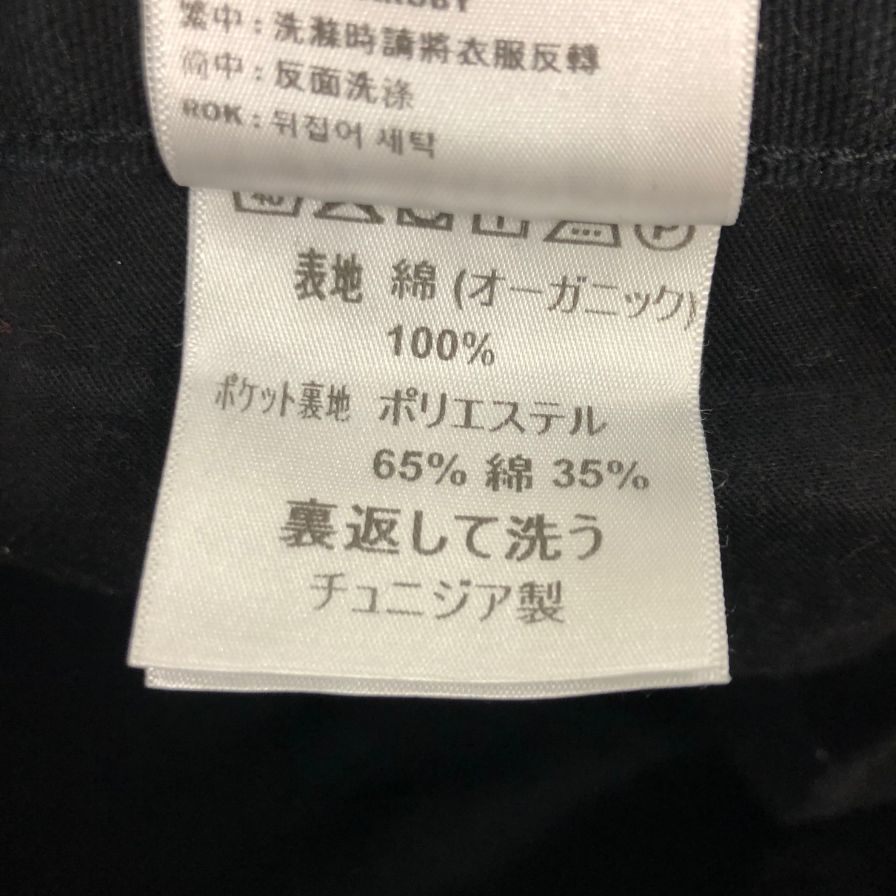 繁中 : 洗滌時請將衣服反轉
简中 : 反面洗涤
ROK : 뒤집어 세탁
40
P
表地 綿 (オーガニック)
100%
ポケット裏地 ポリエステル
65% 綿 35%
裏返して洗う
チュニジア製